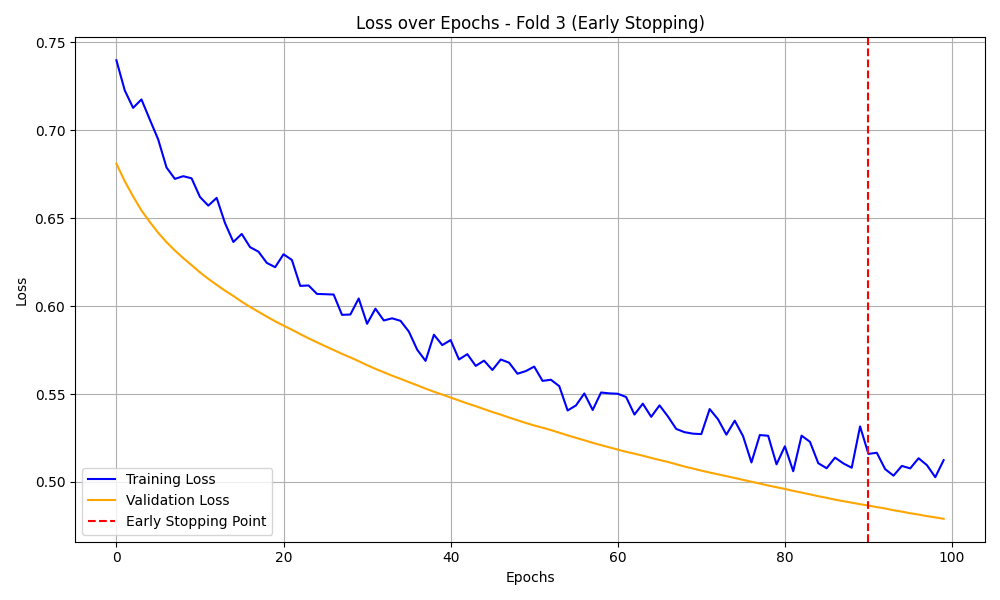 Loss over Epochs - Fold 3 (Early Stopping)
0.75
0.70
0.65
0.60
0.55
0.50
Loss
Training Loss
Validation Loss
Early Stopping Point
0 20 40 60 80 100
Epochs